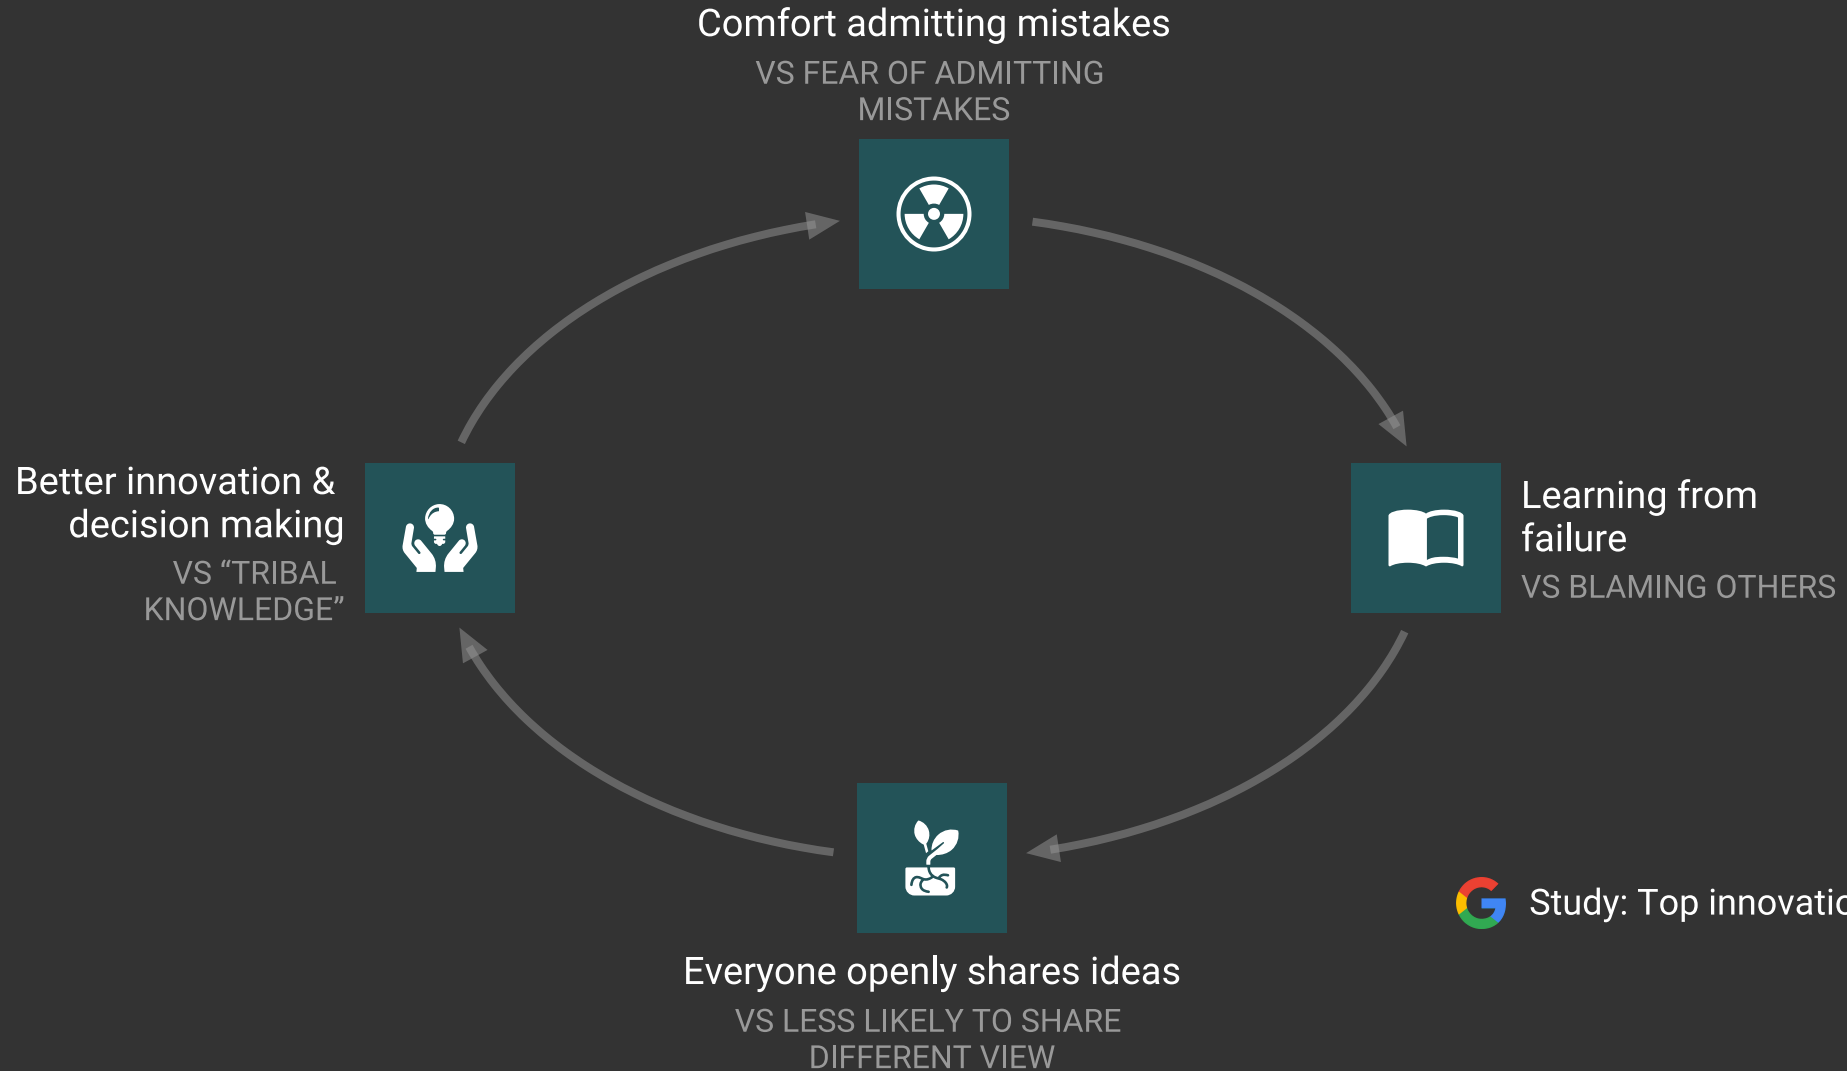 Comfort admitting mistakes
VS FEAR OF ADMITTING
MISTAKES
Better innovation &
decision making
VS “TRIBAL
KNOWLEDGE”
Learning from
failure
VS BLAMING OTHERS
Study: Top innovatio
Everyone openly shares ideas
VS LESS LIKELY TO SHARE
DIFFERENT VIEW